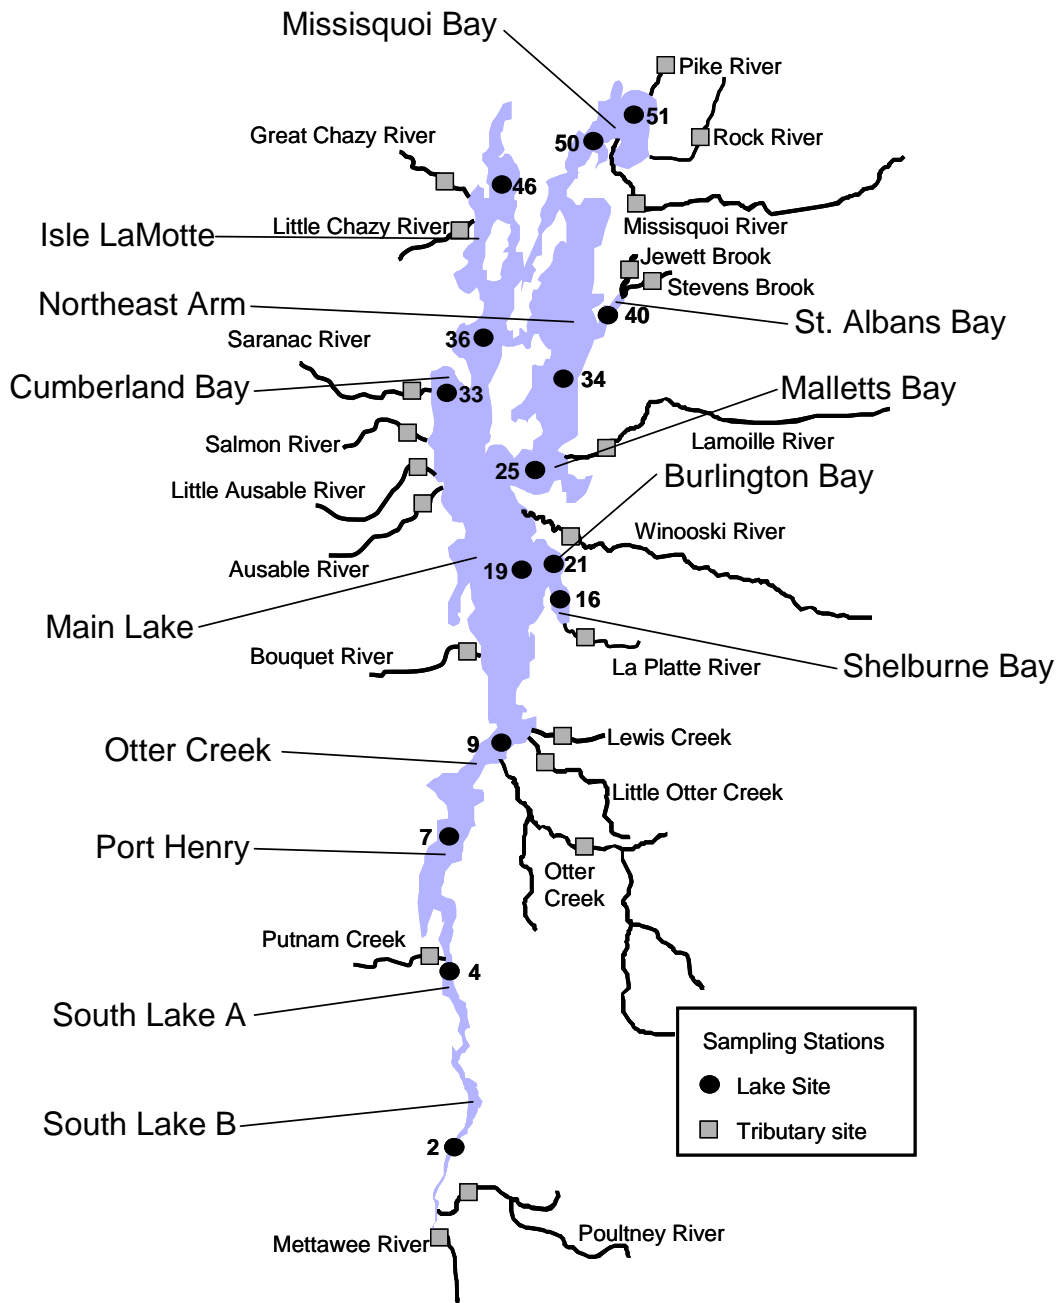 Missisquoi Bay
Pike River
51
Great Chazy River
50
Rock River
46
Little Chazy River
Missisquoi River
Isle LaMotte
Jewett Brook
Stevens Brook
Northeast Arm
40
St. Albans Bay
Saranac River
36
34
Cumberland Bay
33
Malletts Bay
Salmon River
Lamoille River
25
Burlington Bay
Little Ausable River
Winooski River
Ausable River
19
21
16
Main Lake
Bouquet River
La Platte River
Shelburne Bay
Otter Creek
9
Lewis Creek
Little Otter Creek
7
Port Henry
Otter
Creek
Putnam Creek
4
South Lake A
Sampling Stations
Lake Site
South Lake B
Tributary site
2
Poultney River
Mettawee River